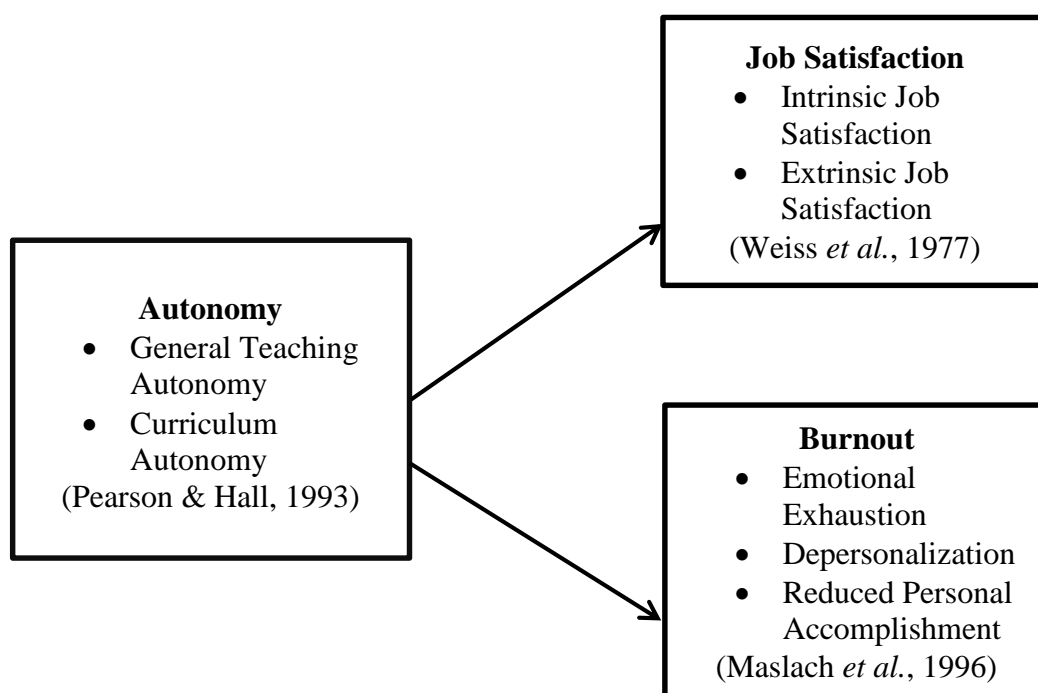 Job Satisfaction
• Intrinsic Job
Satisfaction
• Extrinsic Job
Satisfaction
(Weiss et al., 1977)
Autonomy
• General Teaching
Autonomy
• Curriculum
Autonomy
(Pearson & Hall, 1993)
Burnout
• Emotional
Exhaustion
• Depersonalization
• Reduced Personal
Accomplishment
(Maslach et al., 1996)